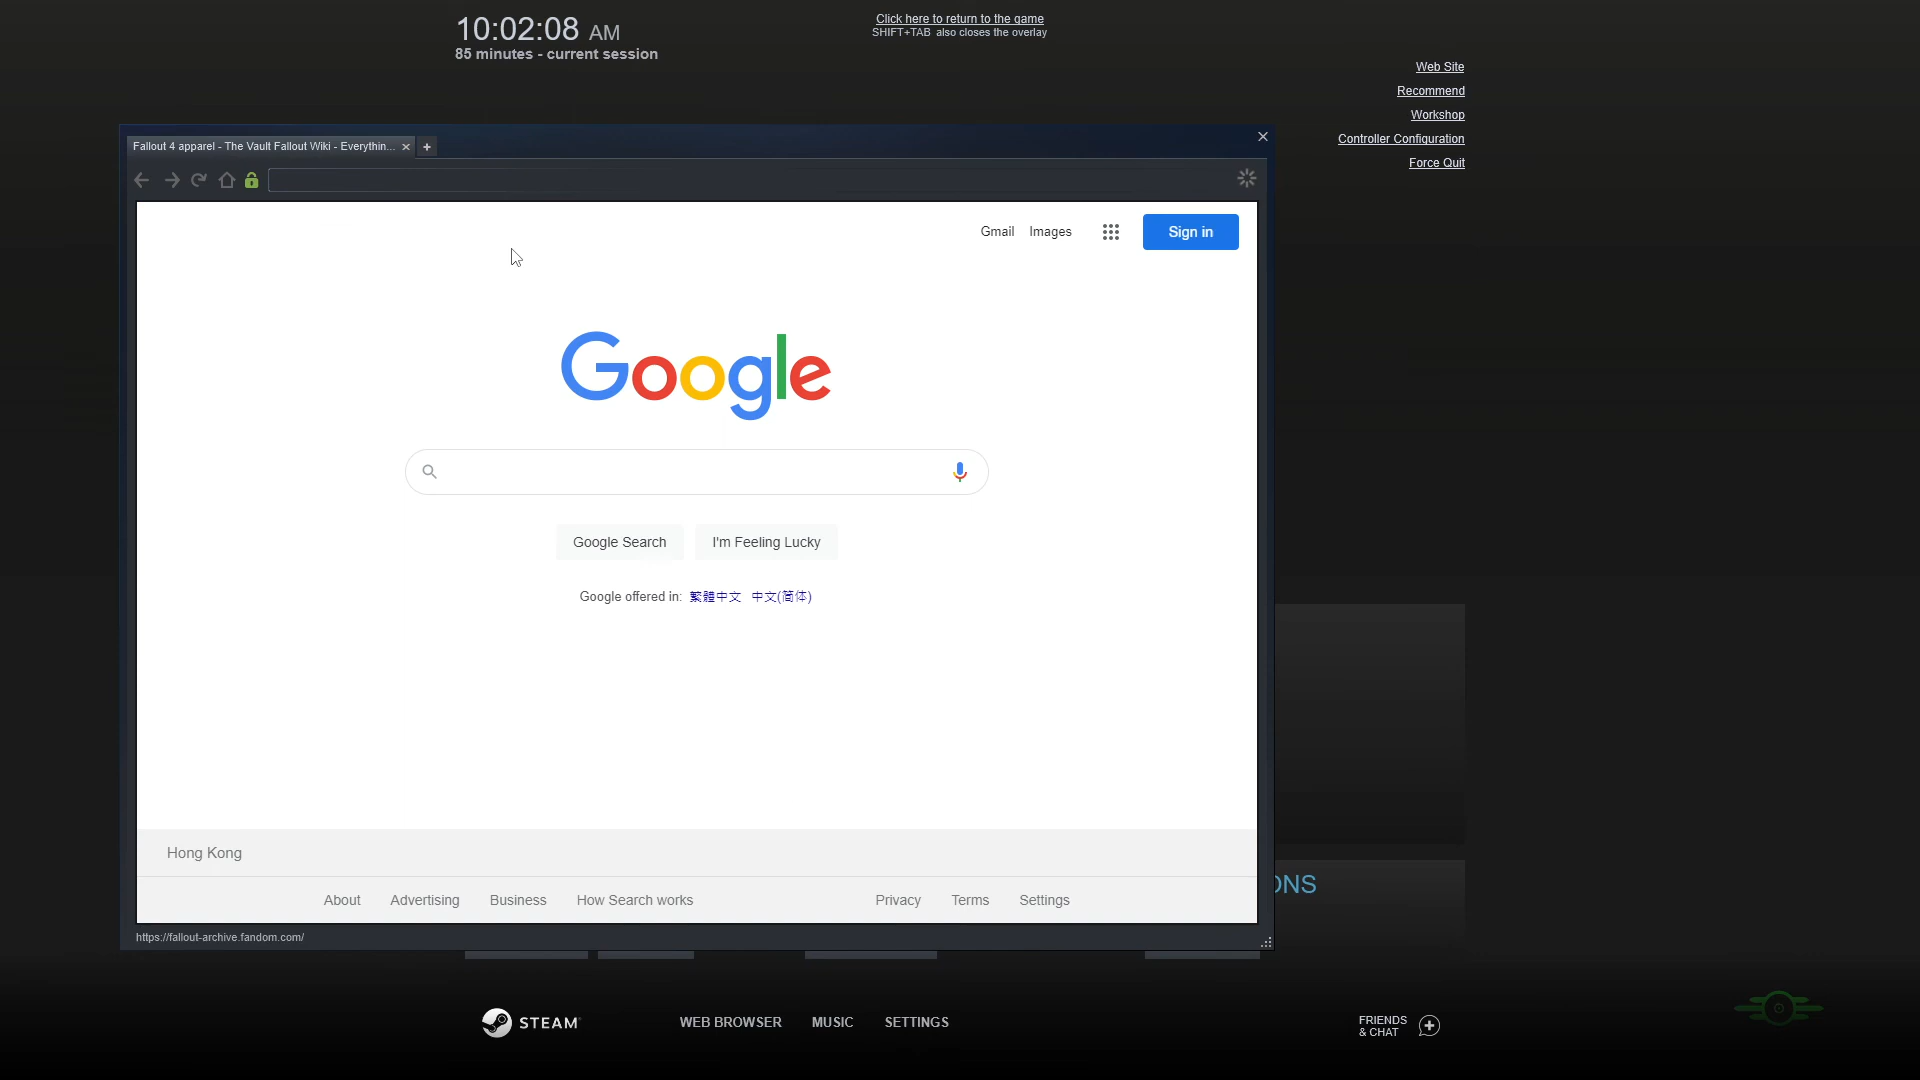 10:02:08 AM
85 minutes - current session
Click here to return to the game
SHIFT+TAB also closes the overlay
Web Site
Recommend
Workshop
Controller Configuration
Force Quit
Fallout 4 apparel - The Vault Fallout Wiki - Everythin...
Gmail Images Sign in
Google
Google Search I'm Feeling Lucky
Google offered in: 繁體中文 中文(简体)
Hong Kong
About Advertising Business How Search works Privacy Terms Settings
https://fallout-archive.fandom.com/
ONS
STEAM
WEB BROWSER MUSIC SETTINGS
FRIENDS
& CHAT